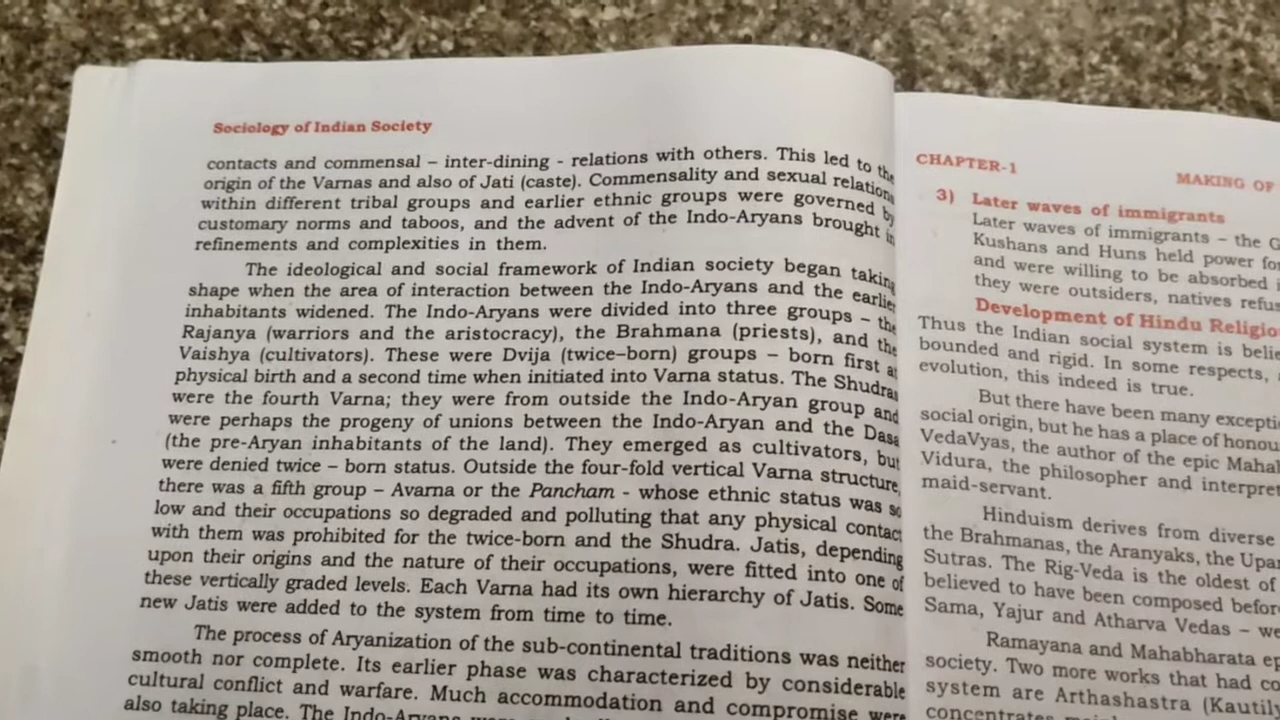 Sociology of Indian Society
contacts and commensal – inter-dining - relations with others. This led to the
origin of the Varnas and also of Jati (caste). Commensality and sexual relations
within different tribal groups and earlier ethnic groups were governed by
customary norms and taboos, and the advent of the Indo-Aryans brought in
refinements and complexities in them.
The ideological and social framework of Indian society began taking
shape when the area of interaction between the Indo-Aryans and the earlier
inhabitants widened. The Indo-Aryans were divided into three groups – the
Rajanya (warriors and the aristocracy), the Brahmana (priests), and the
Vaishya (cultivators). These were Dvija (twice–born) groups – born first at
physical birth and a second time when initiated into Varna status. The Shudras
were the fourth Varna; they were from outside the Indo-Aryan group and
were perhaps the progeny of unions between the Indo-Aryan and the Dasa
(the pre-Aryan inhabitants of the land). They emerged as cultivators, but
were denied twice – born status. Outside the four-fold vertical Varna structure,
there was a fifth group – Avarna or the Pancham - whose ethnic status was so
low and their occupations so degraded and polluting that any physical contact
with them was prohibited for the twice-born and the Shudra. Jatis, depending
upon their origins and the nature of their occupations, were fitted into one of
these vertically graded levels. Each Varna had its own hierarchy of Jatis. Some
new Jatis were added to the system from time to time.
The process of Aryanization of the sub-continental traditions was neither
smooth nor complete. Its earlier phase was characterized by considerable
cultural conflict and warfare. Much accommodation and compromise were
also taking place. The Indo-Aryans
CHAPTER-1
MAKING OF
3) Later waves of immigrants
Later waves of immigrants – the G
Kushans and Huns held power for
and were willing to be absorbed i
they were outsiders, natives refus
Development of Hindu Religio
Thus the Indian social system is belie
bounded and rigid. In some respects,
evolution, this indeed is true.
But there have been many excepti
social origin, but he has a place of honou
VedaVyas, the author of the epic Mahab
Vidura, the philosopher and interpret
maid-servant.
Hinduism derives from diverse
the Brahmanas, the Aranyaks, the Upan
Sutras. The Rig-Veda is the oldest of
believed to have been composed befor
Sama, Yajur and Atharva Vedas – we
Ramayana and Mahabharata ep
society. Two more works that had co
system are Arthashastra (Kautily
concentrates